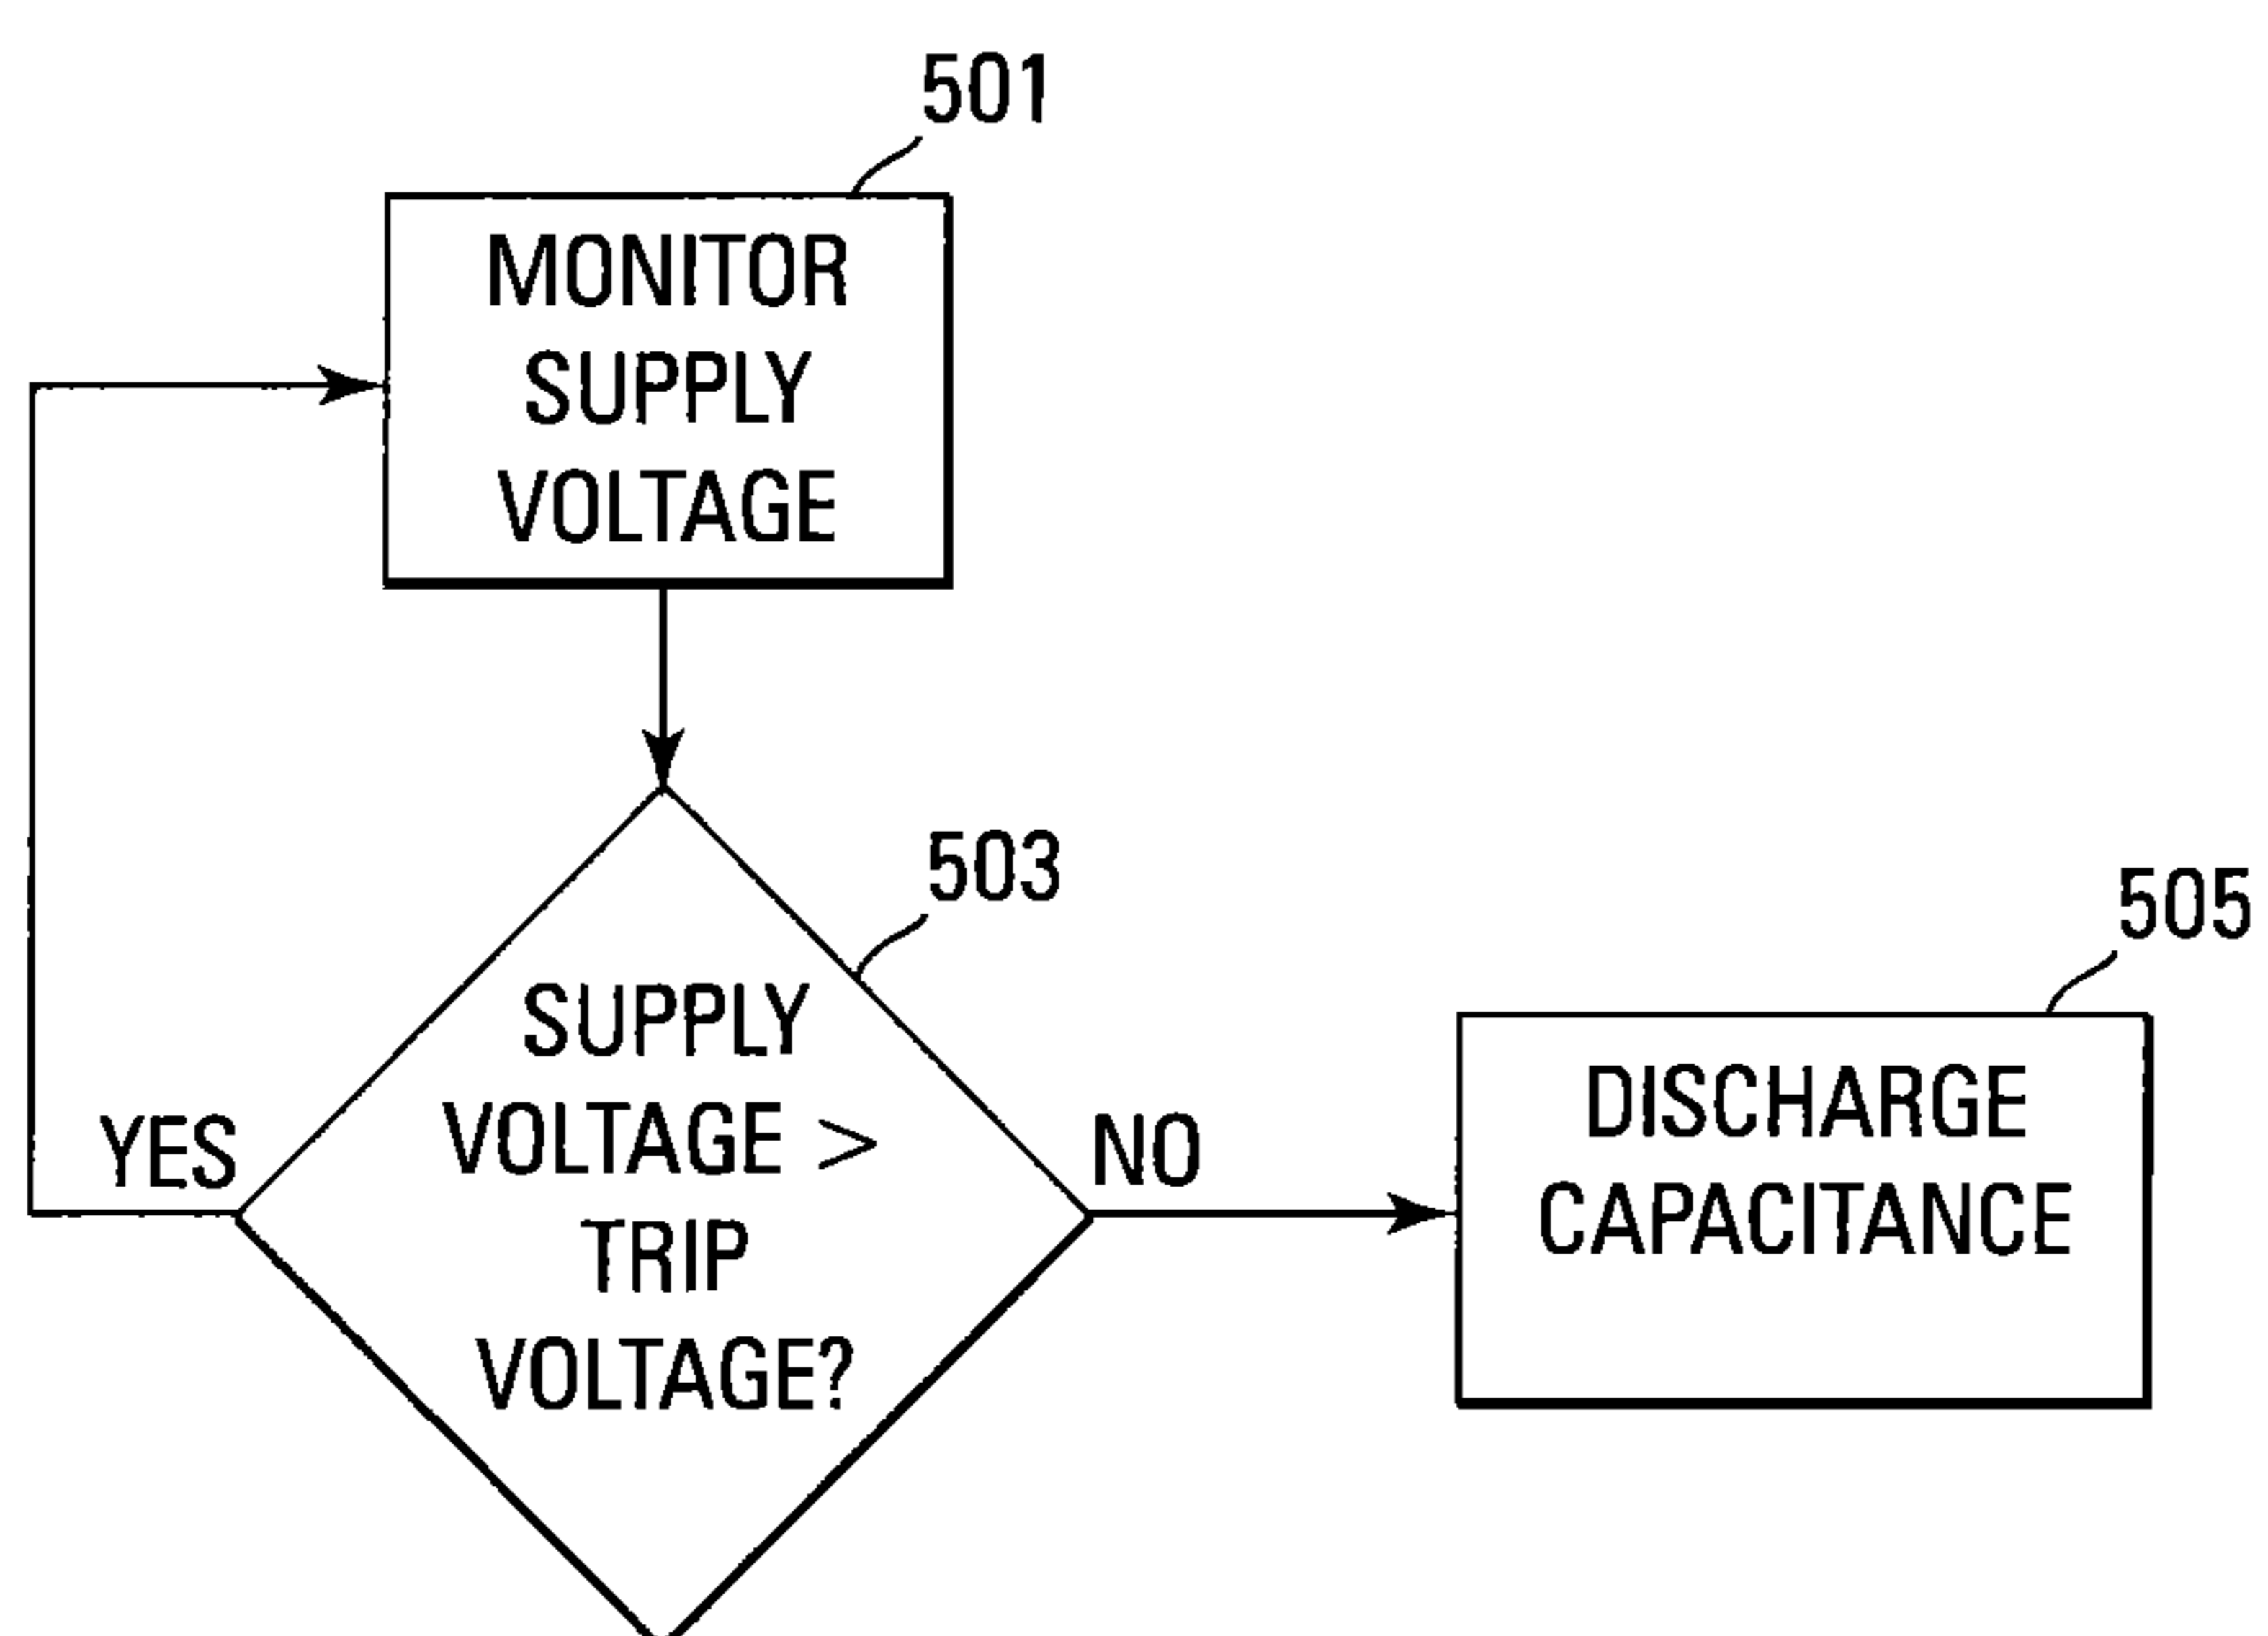 501
MONITOR
SUPPLY
VOLTAGE
503
SUPPLY
VOLTAGE >
TRIP
VOLTAGE?
YES
NO
505
DISCHARGE
CAPACITANCE